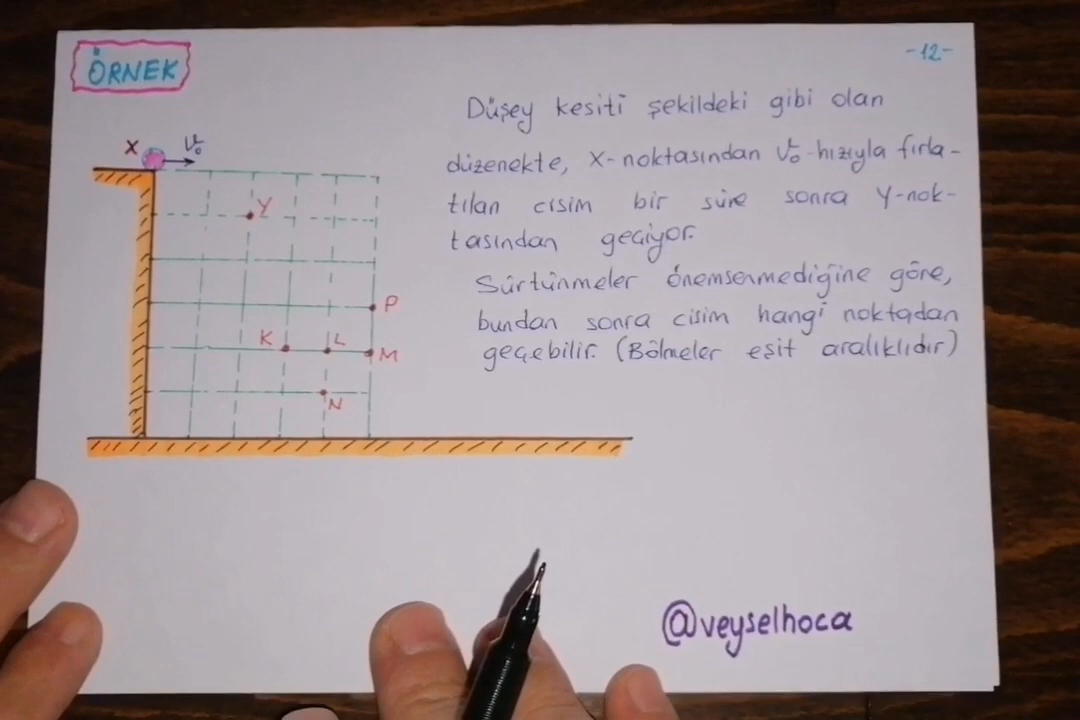 ÖRNEK
-12-
X
V₀
Y
P
K
L
M
N
Düşey kesiti şekildeki gibi olan
düzenekte, X-noktasından V₀-hızıyla fırla-
tılan cisim bir süre sonra Y-nok-
tasından geçiyor.
Sürtünmeler önemsenmediğine göre,
bundan sonra cisim hangi noktadan
geçebilir. (Bölmeler eşit aralıklıdır)
@veyselhoca